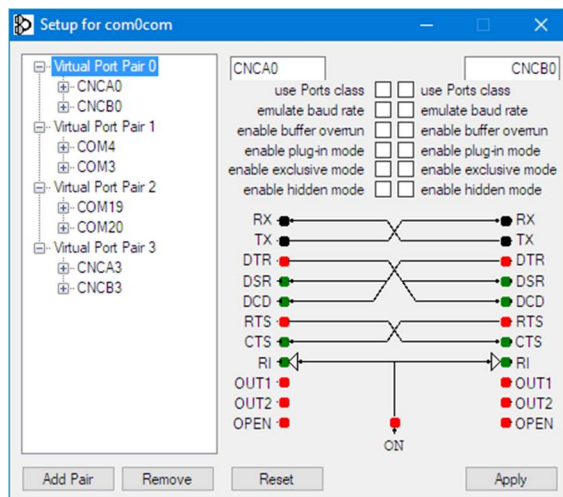 Setup for com0com
Virtual Port Pair 0
CNCA0
CNCB0
Virtual Port Pair 1
COM4
COM3
Virtual Port Pair 2
COM19
COM20
Virtual Port Pair 3
CNCA3
CNCB3
CNCA0 CNCB0
use Ports class use Ports class
emulate baud rate emulate baud rate
enable buffer overrun enable buffer overrun
enable plug-in mode enable plug-in mode
enable exclusive mode enable exclusive mode
enable hidden mode enable hidden mode
RX RX
TX TX
DTR DTR
DSR DSR
DCD DCD
RTS RTS
CTS CTS
RI RI
OUT1 OUT1
OUT2 OUT2
OPEN OPEN
ON
Add Pair Remove Reset Apply